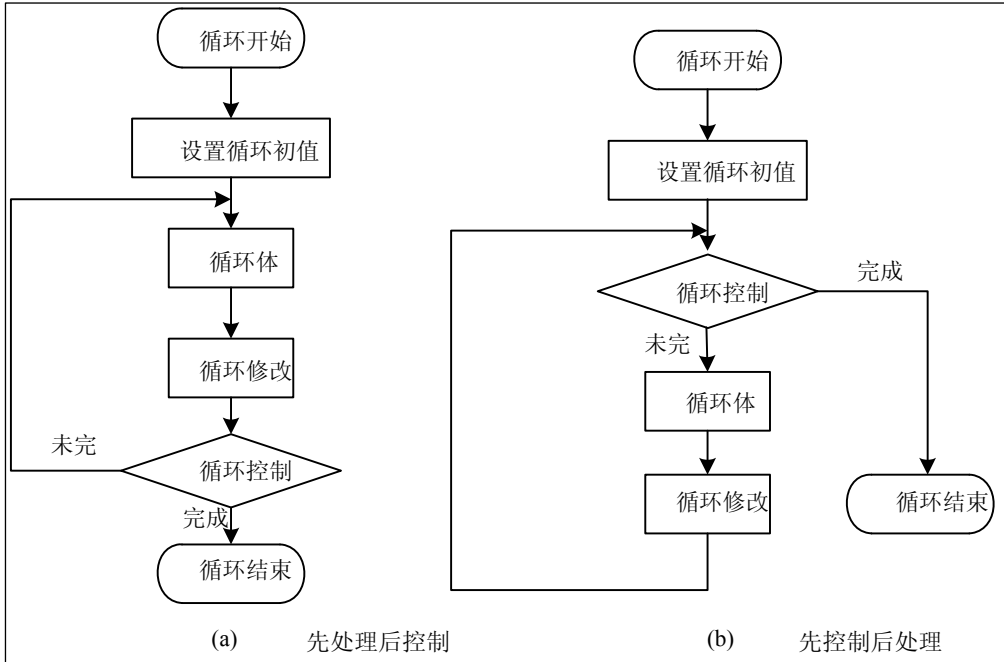 循环开始
设置循环初值
循环体
循环修改
未完
循环控制
完成
循环结束
(a) 先处理后控制
循环开始
设置循环初值
循环控制
完成
未完
循环体
循环修改
循环结束
(b) 先控制后处理